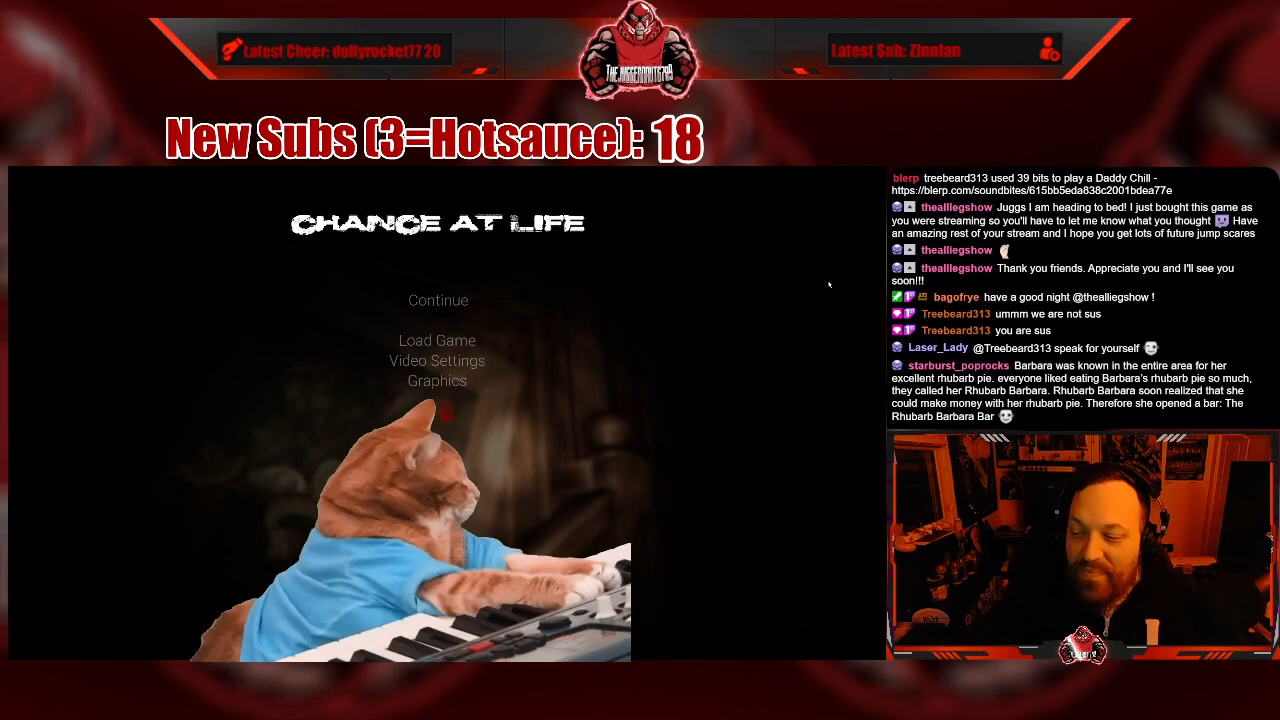 Latest Cheer: dollyrocket77 20
THEJUGGERNAUT6789
Latest Sub: Zinnian
New Subs (3=Hotsauce): 18
CHANCE AT LIFE
Continue
Load Game
Video Settings
Graphics
blerp treebeard313 used 39 bits to play a Daddy Chill -
https://blerp.com/soundbites/615bb5eda838c2001bdea77e
thealliegshow Juggs I am heading to bed! I just bought this game as
you were streaming so you'll have to let me know what you thought Have
an amazing rest of your stream and I hope you get lots of future jump scares
thealliegshow
thealliegshow Thank you friends. Appreciate you and I'll see you
soon!!!
bagofrye have a good night @thealliegshow !
Treebeard313 ummm we are not sus
Treebeard313 you are sus
Laser_Lady @Treebeard313 speak for yourself
starburst_poprocks Barbara was known in the entire area for her
excellent rhubarb pie. everyone liked eating Barbara's rhubarb pie so much,
they called her Rhubarb Barbara. Rhubarb Barbara soon realized that she
could make money with her rhubarb pie. Therefore she opened a bar: The
Rhubarb Barbara Bar